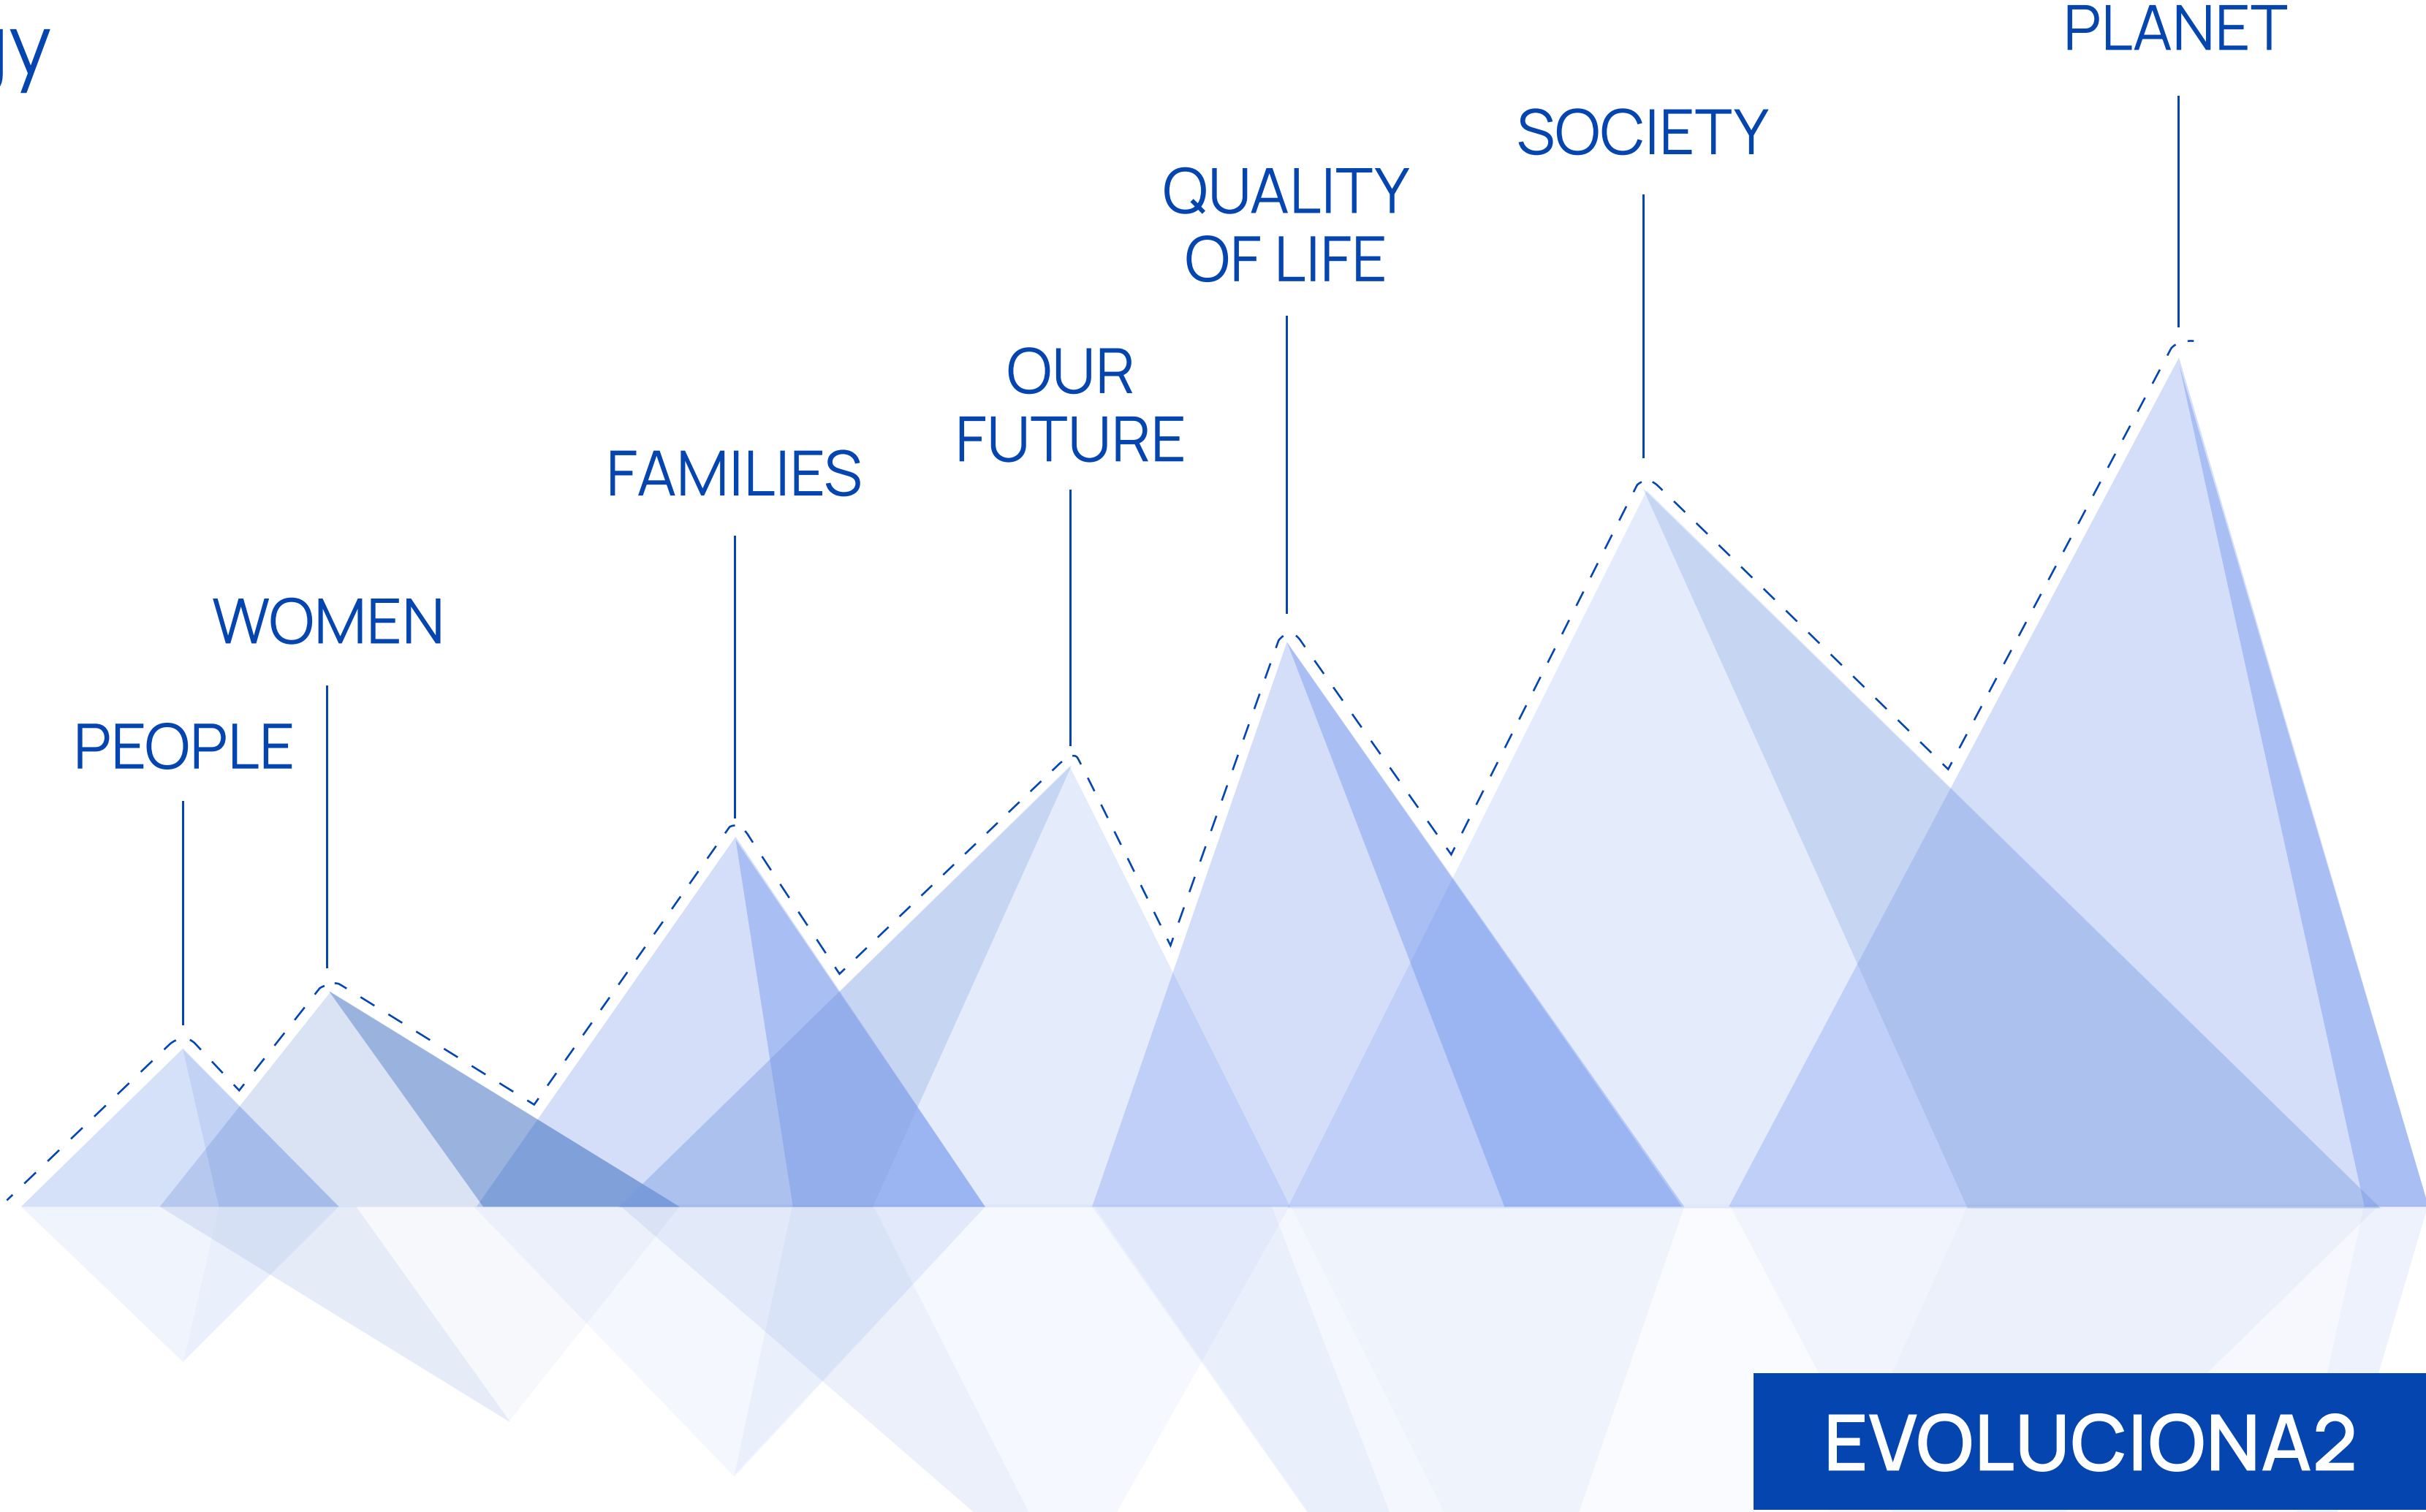 PLANET
SOCIETY
QUALITY
OF LIFE
OUR
FUTURE
FAMILIES
WOMEN
PEOPLE
EVOLUCIONA2